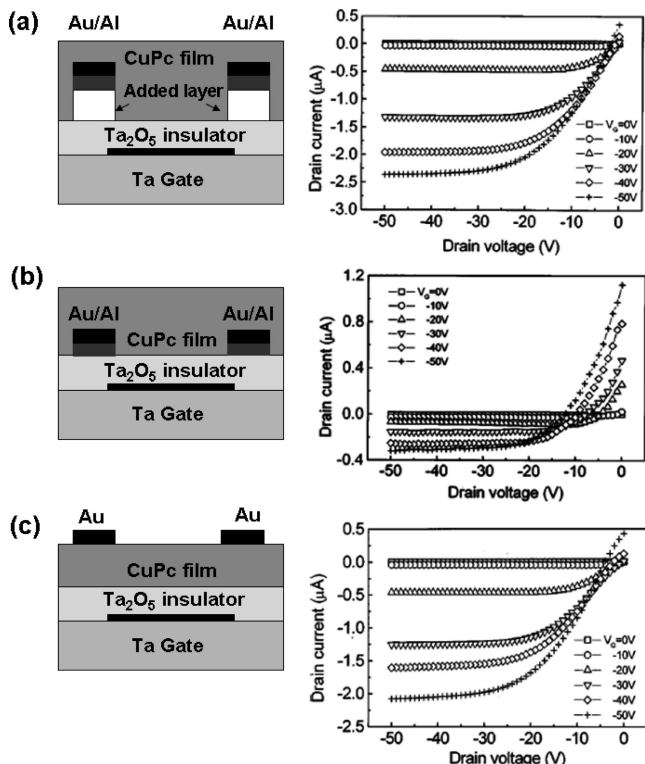 (a)
Au/Al Au/Al
CuPc film
Added layer
Ta2O5 insulator
Ta Gate
0.5
0.0
-0.5
-1.0
-1.5
-2.0
-2.5
-3.0
Drain current (μA)
VG=0V
-10V
-20V
-30V
-40V
-50V
-50 -40 -30 -20 -10 0
Drain voltage (V)
(b)
Au/Al Au/Al
CuPc film
Ta2O5 insulator
Ta Gate
1.2
0.8
0.4
0.0
-0.4
Drain current (μA)
VG=0V
-10V
-20V
-30V
-40V
-50V
-50 -40 -30 -20 -10 0
Drain voltage (V)
(c)
Au Au
CuPc film
Ta2O5 insulator
Ta Gate
0.5
0.0
-0.5
-1.0
-1.5
-2.0
-2.5
Drain current (μA)
VG=0V
-10V
-20V
-30V
-40V
-50V
-50 -40 -30 -20 -10 0
Drain voltage (V)